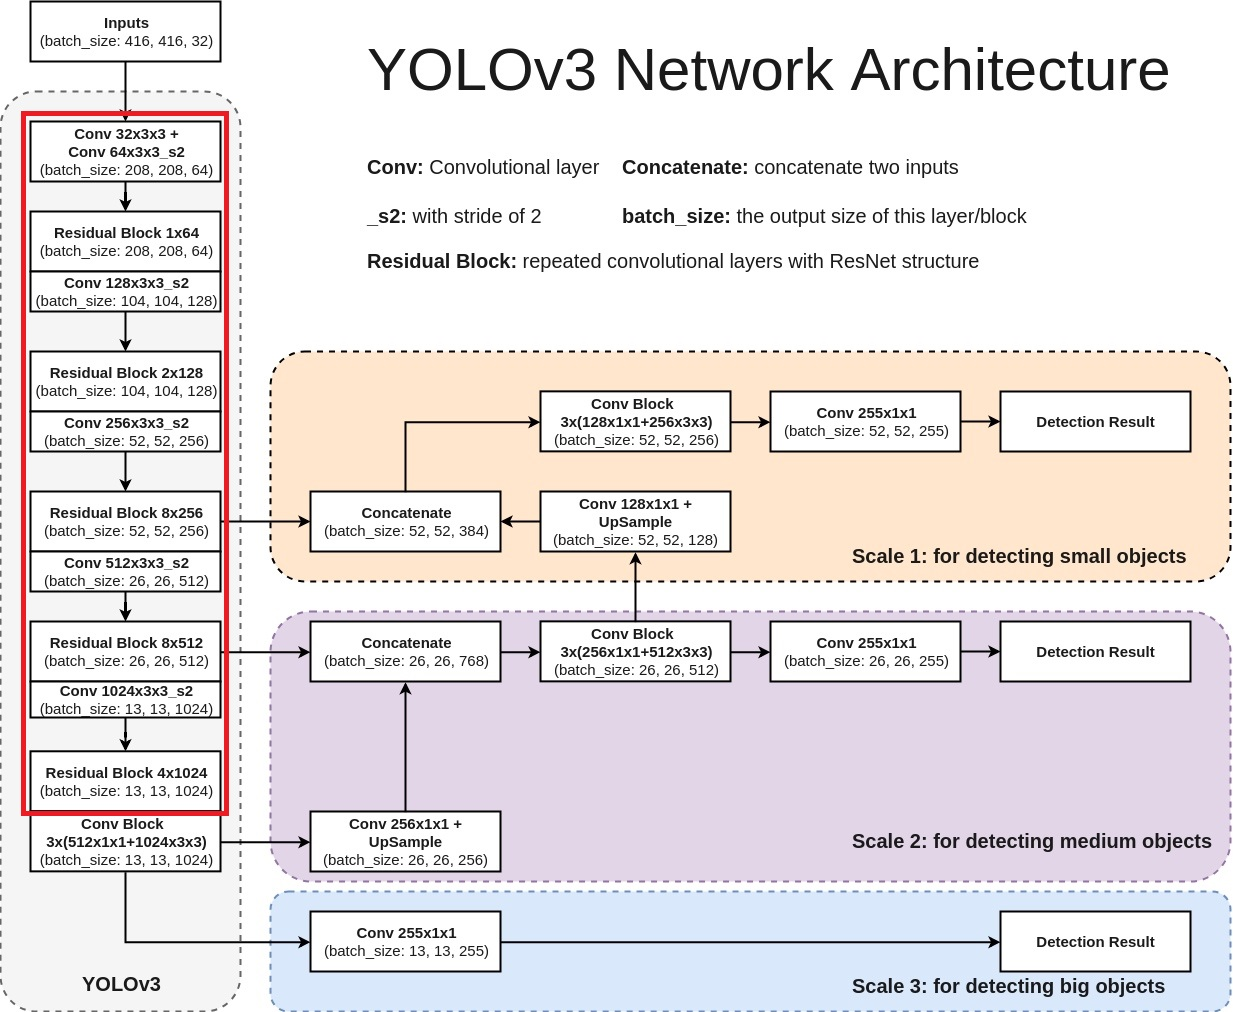 Inputs
(batch_size: 416, 416, 32)
YOLOv3 Network Architecture
Conv 32x3x3 +
Conv 64x3x3_s2
(batch_size: 208, 208, 64)
Conv: Convolutional layer
Concatenate: concatenate two inputs
_s2: with stride of 2
batch_size: the output size of this layer/block
Residual Block: repeated convolutional layers with ResNet structure
Residual Block 1x64
(batch_size: 208, 208, 64)
Conv 128x3x3_s2
(batch_size: 104, 104, 128)
Residual Block 2x128
(batch_size: 104, 104, 128)
Conv 256x3x3_s2
(batch_size: 52, 52, 256)
Residual Block 8x256
(batch_size: 52, 52, 256)
Conv 512x3x3_s2
(batch_size: 26, 26, 512)
Residual Block 8x512
(batch_size: 26, 26, 512)
Conv 1024x3x3_s2
(batch_size: 13, 13, 1024)
Residual Block 4x1024
(batch_size: 13, 13, 1024)
Conv Block
3x(512x1x1+1024x3x3)
(batch_size: 13, 13, 1024)
YOLOv3
Conv Block
3x(128x1x1+256x3x3)
(batch_size: 52, 52, 256)
Conv 255x1x1
(batch_size: 52, 52, 255)
Detection Result
Concatenate
(batch_size: 52, 52, 384)
Conv 128x1x1 +
UpSample
(batch_size: 52, 52, 128)
Scale 1: for detecting small objects
Concatenate
(batch_size: 26, 26, 768)
Conv Block
3x(256x1x1+512x3x3)
(batch_size: 26, 26, 512)
Conv 255x1x1
(batch_size: 26, 26, 255)
Detection Result
Conv 256x1x1 +
UpSample
(batch_size: 26, 26, 256)
Scale 2: for detecting medium objects
Conv 255x1x1
(batch_size: 13, 13, 255)
Detection Result
Scale 3: for detecting big objects